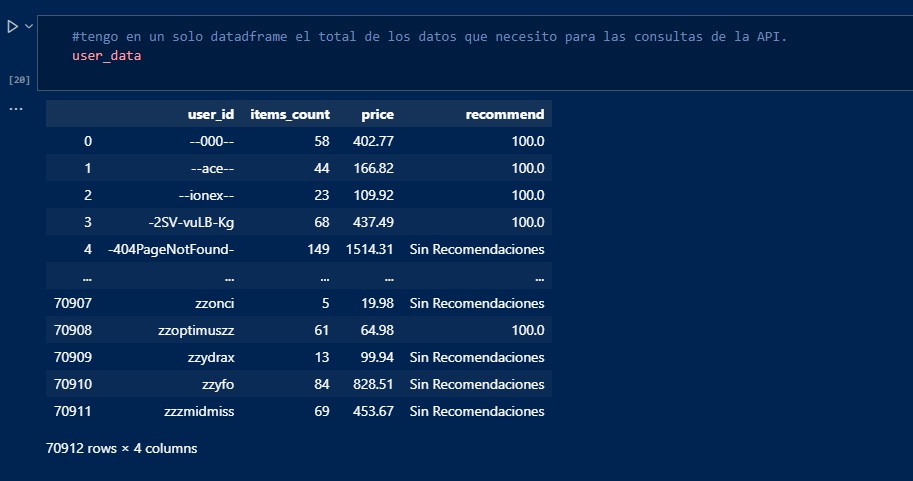 #tengo en un solo datadframe el total de los datos que necesito para las consultas de la API.
user_data
[20]
...
user_id items_count price recommend
0 --000-- 58 402.77 100.0
1 --ace-- 44 166.82 100.0
2 --ionex-- 23 109.92 100.0
3 -2SV-vuLB-Kg 68 437.49 100.0
4 -404PageNotFound- 149 1514.31 Sin Recomendaciones
... ... ... ... ...
70907 zzonci 5 19.98 Sin Recomendaciones
70908 zzoptimuszz 61 64.98 100.0
70909 zzydrax 13 99.94 Sin Recomendaciones
70910 zzyfo 84 828.51 Sin Recomendaciones
70911 zzzmidmiss 69 453.67 Sin Recomendaciones
70912 rows × 4 columns